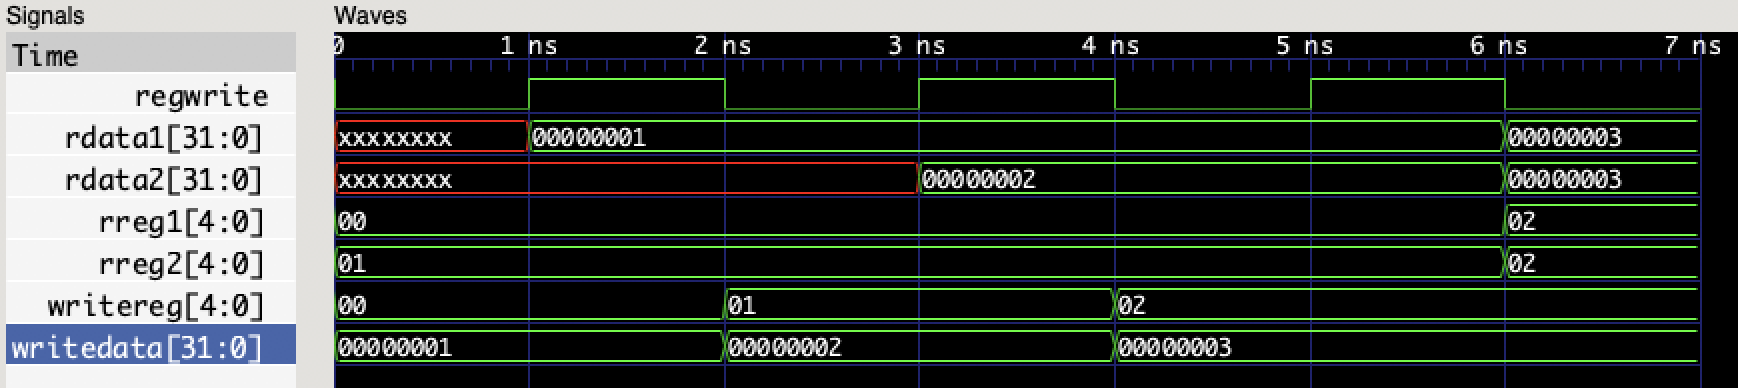 Signals Waves
Time 0 1 ns 2 ns 3 ns 4 ns 5 ns 6 ns 7 ns
regwrite
rdata1[31:0] xxxxxxxx 00000001 00000003
rdata2[31:0] xxxxxxxx 00000002 00000003
rreg1[4:0] 00 02
rreg2[4:0] 01 02
writereg[4:0] 00 01 02
writedata[31:0] 00000001 00000002 00000003